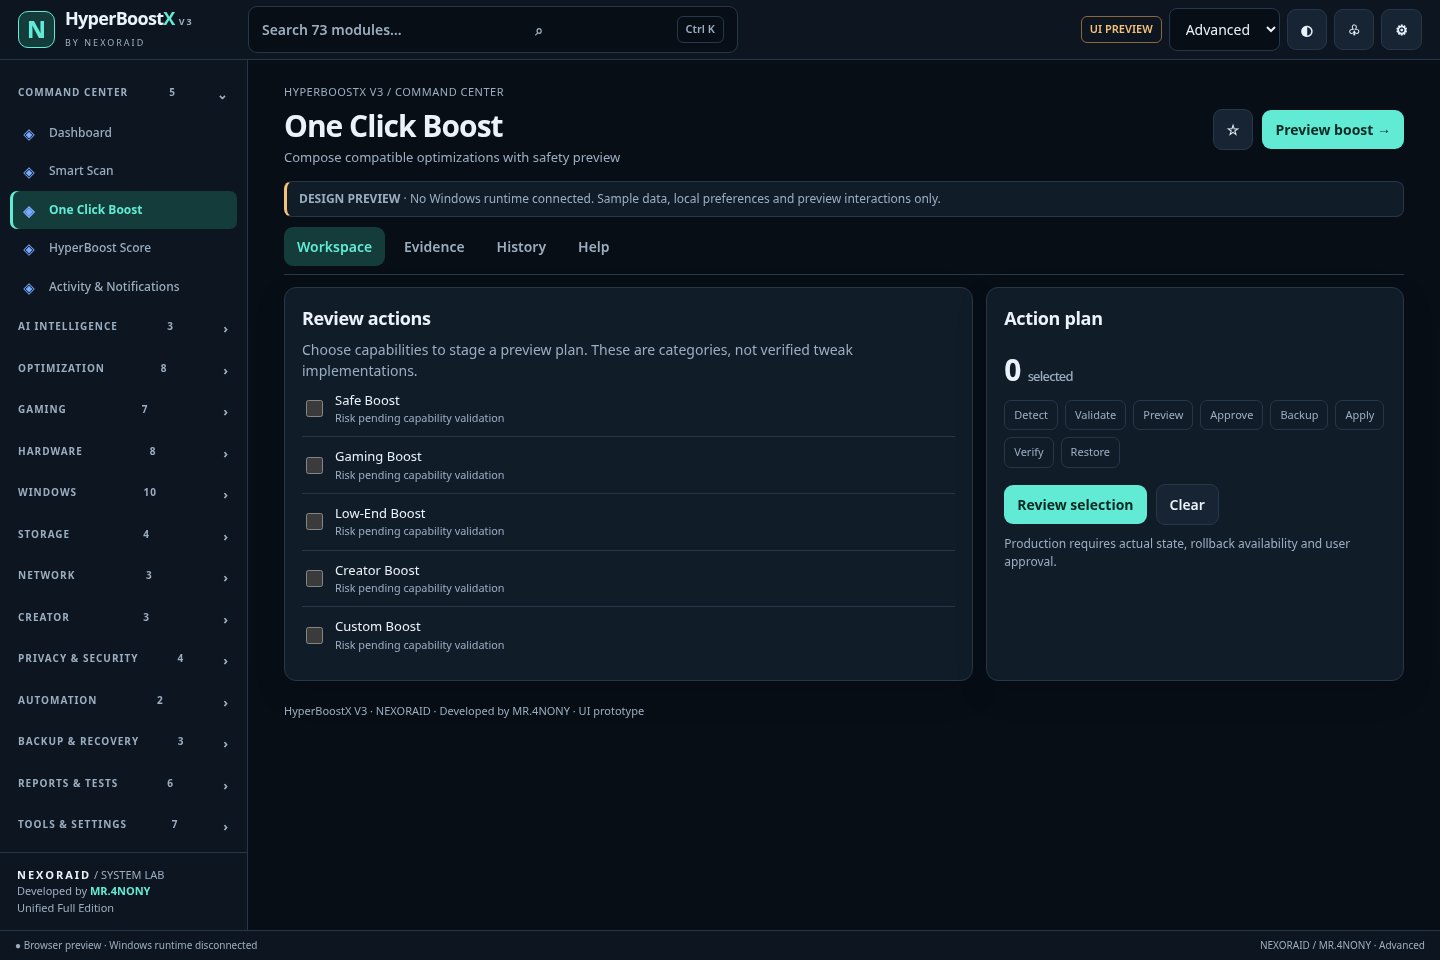 N
HyperBoostX V3
BY NEXORAID
Search 73 modules...
Ctrl K
UI PREVIEW
Advanced
COMMAND CENTER 5
Dashboard
Smart Scan
One Click Boost
HyperBoost Score
Activity & Notifications
AI INTELLIGENCE 3
OPTIMIZATION 8
GAMING 7
HARDWARE 8
WINDOWS 10
STORAGE 4
NETWORK 3
CREATOR 3
PRIVACY & SECURITY 4
AUTOMATION 2
BACKUP & RECOVERY 3
REPORTS & TESTS 6
TOOLS & SETTINGS 7
NEXORAID / SYSTEM LAB
Developed by MR.4NONY
Unified Full Edition
HYPERBOOSTX V3 / COMMAND CENTER
One Click Boost
Compose compatible optimizations with safety preview
Preview boost →
DESIGN PREVIEW · No Windows runtime connected. Sample data, local preferences and preview interactions only.
Workspace Evidence History Help
Review actions
Choose capabilities to stage a preview plan. These are categories, not verified tweak
implementations.
Safe Boost
Risk pending capability validation
Gaming Boost
Risk pending capability validation
Low-End Boost
Risk pending capability validation
Creator Boost
Risk pending capability validation
Custom Boost
Risk pending capability validation
Action plan
0 selected
Detect Validate Preview Approve Backup Apply
Verify Restore
Review selection Clear
Production requires actual state, rollback availability and user
approval.
HyperBoostX V3 · NEXORAID · Developed by MR.4NONY · UI prototype
● Browser preview · Windows runtime disconnected
NEXORAID / MR.4NONY · Advanced